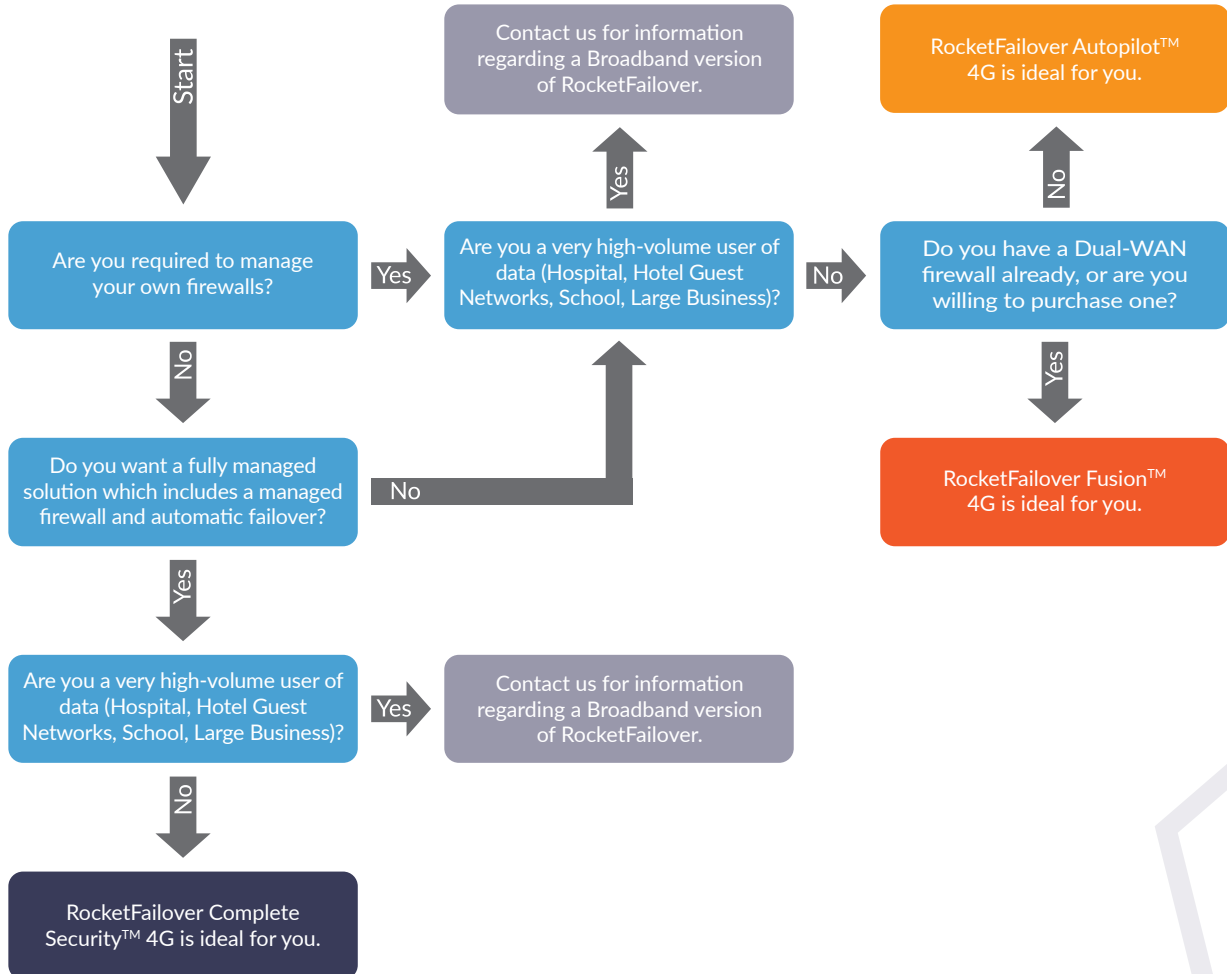 Start
Contact us for information
regarding a Broadband version
of RocketFailover.
RocketFailover Autopilot™
4G is ideal for you.
Yes
No
Are you required to manage
your own firewalls?
Yes
Are you a very high-volume user of
data (Hospital, Hotel Guest
Networks, School, Large Business)?
No
Do you have a Dual-WAN
firewall already, or are you
willing to purchase one?
No
Yes
Do you want a fully managed
solution which includes a managed
firewall and automatic failover?
No
RocketFailover Fusion™
4G is ideal for you.
Yes
Are you a very high-volume user of
data (Hospital, Hotel Guest
Networks, School, Large Business)?
Yes
Contact us for information
regarding a Broadband version
of RocketFailover.
No
RocketFailover Complete
Security™ 4G is ideal for you.